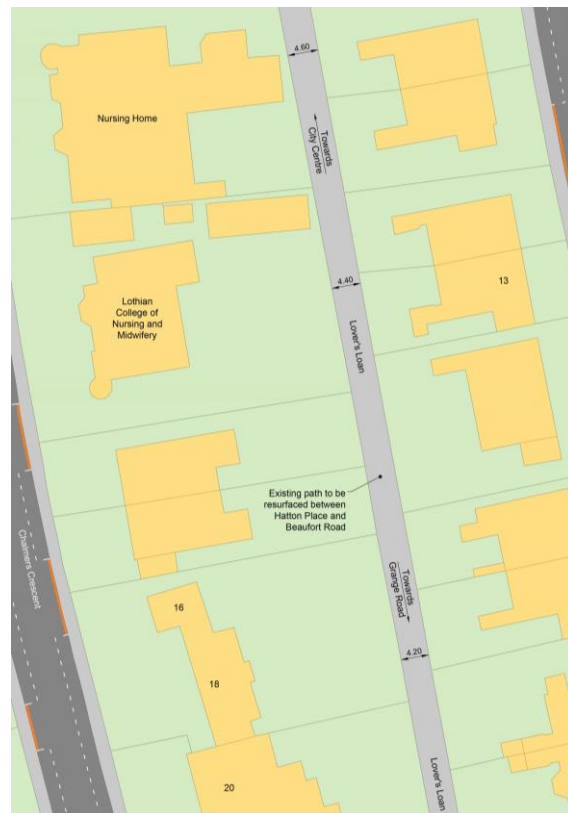 4.60
Nursing Home
Towards
City Centre
13
4.40
Lothian
College of
Nursing and
Midwifery
Lover's Loan
Existing path to be
resurfaced between
Hatton Place and
Beaufort Road
Chalmers Crescent
Towards
Grange Road
16
4.20
18
Lover's Loan
20